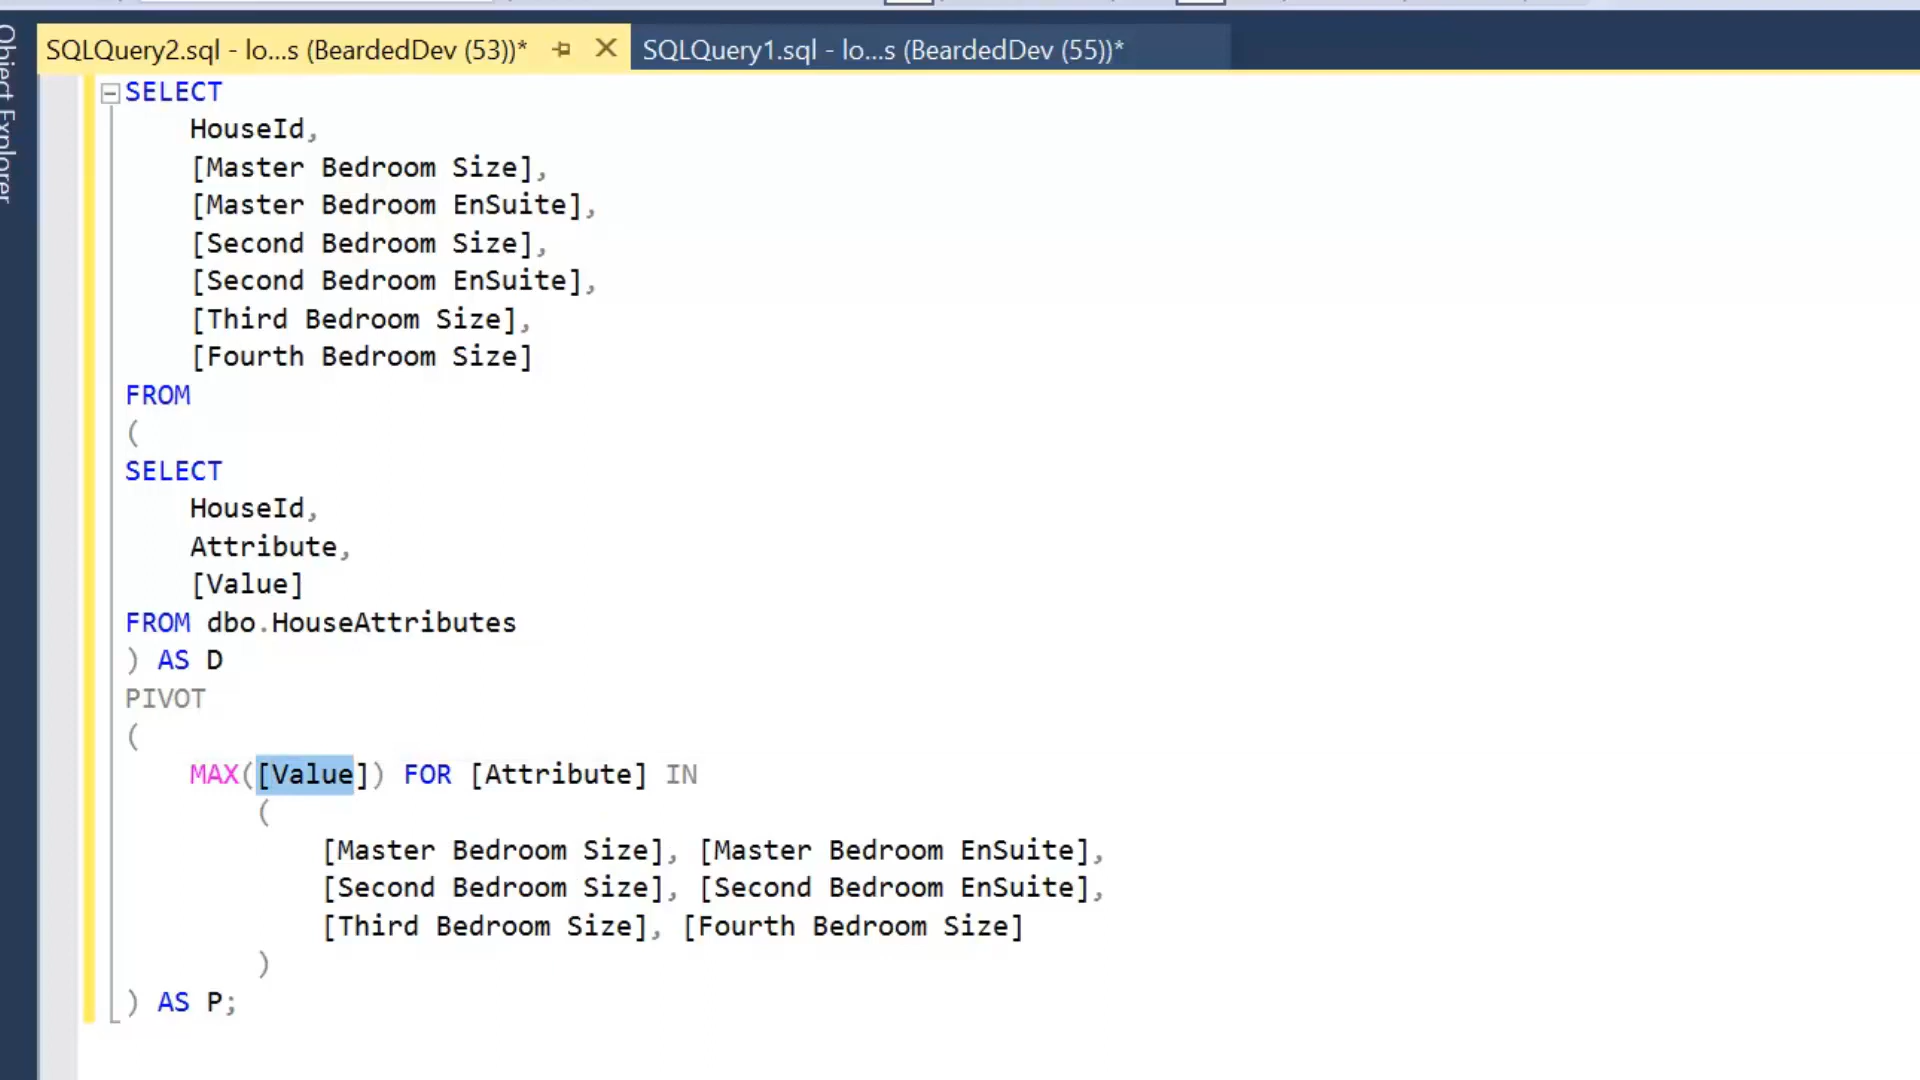 Object Explorer
SQLQuery2.sql - lo...s (BeardedDev (53))*
SQLQuery1.sql - lo...s (BeardedDev (55))*
SELECT
HouseId,
[Master Bedroom Size],
[Master Bedroom EnSuite],
[Second Bedroom Size],
[Second Bedroom EnSuite],
[Third Bedroom Size],
[Fourth Bedroom Size]
FROM
(
SELECT
HouseId,
Attribute,
[Value]
FROM dbo.HouseAttributes
) AS D
PIVOT
(
MAX([Value]) FOR [Attribute] IN
(
[Master Bedroom Size], [Master Bedroom EnSuite],
[Second Bedroom Size], [Second Bedroom EnSuite],
[Third Bedroom Size], [Fourth Bedroom Size]
)
) AS P;